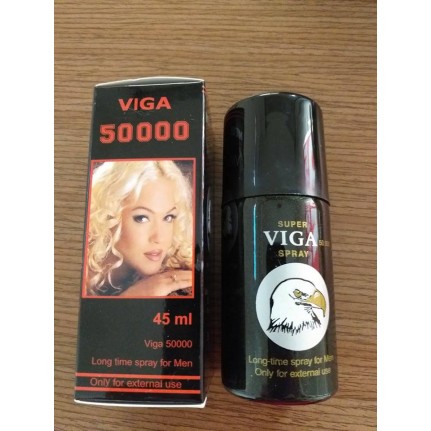 VIGA
50000
45 ml
Viga 50000
Long time spray for Men
Only for external use
SUPER
VIGA
SPRAY
Long-time spray for Men
Only for external use